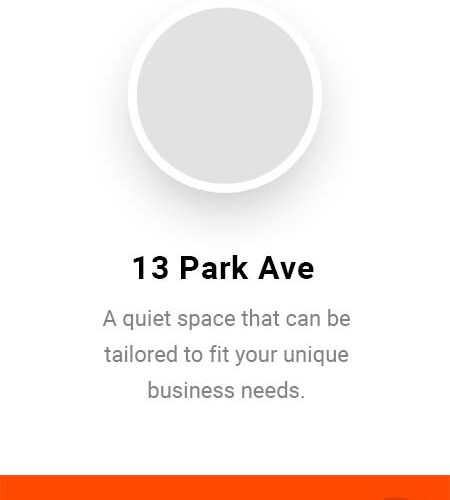 13 Park Ave
A quiet space that can be
tailored to fit your unique
business needs.